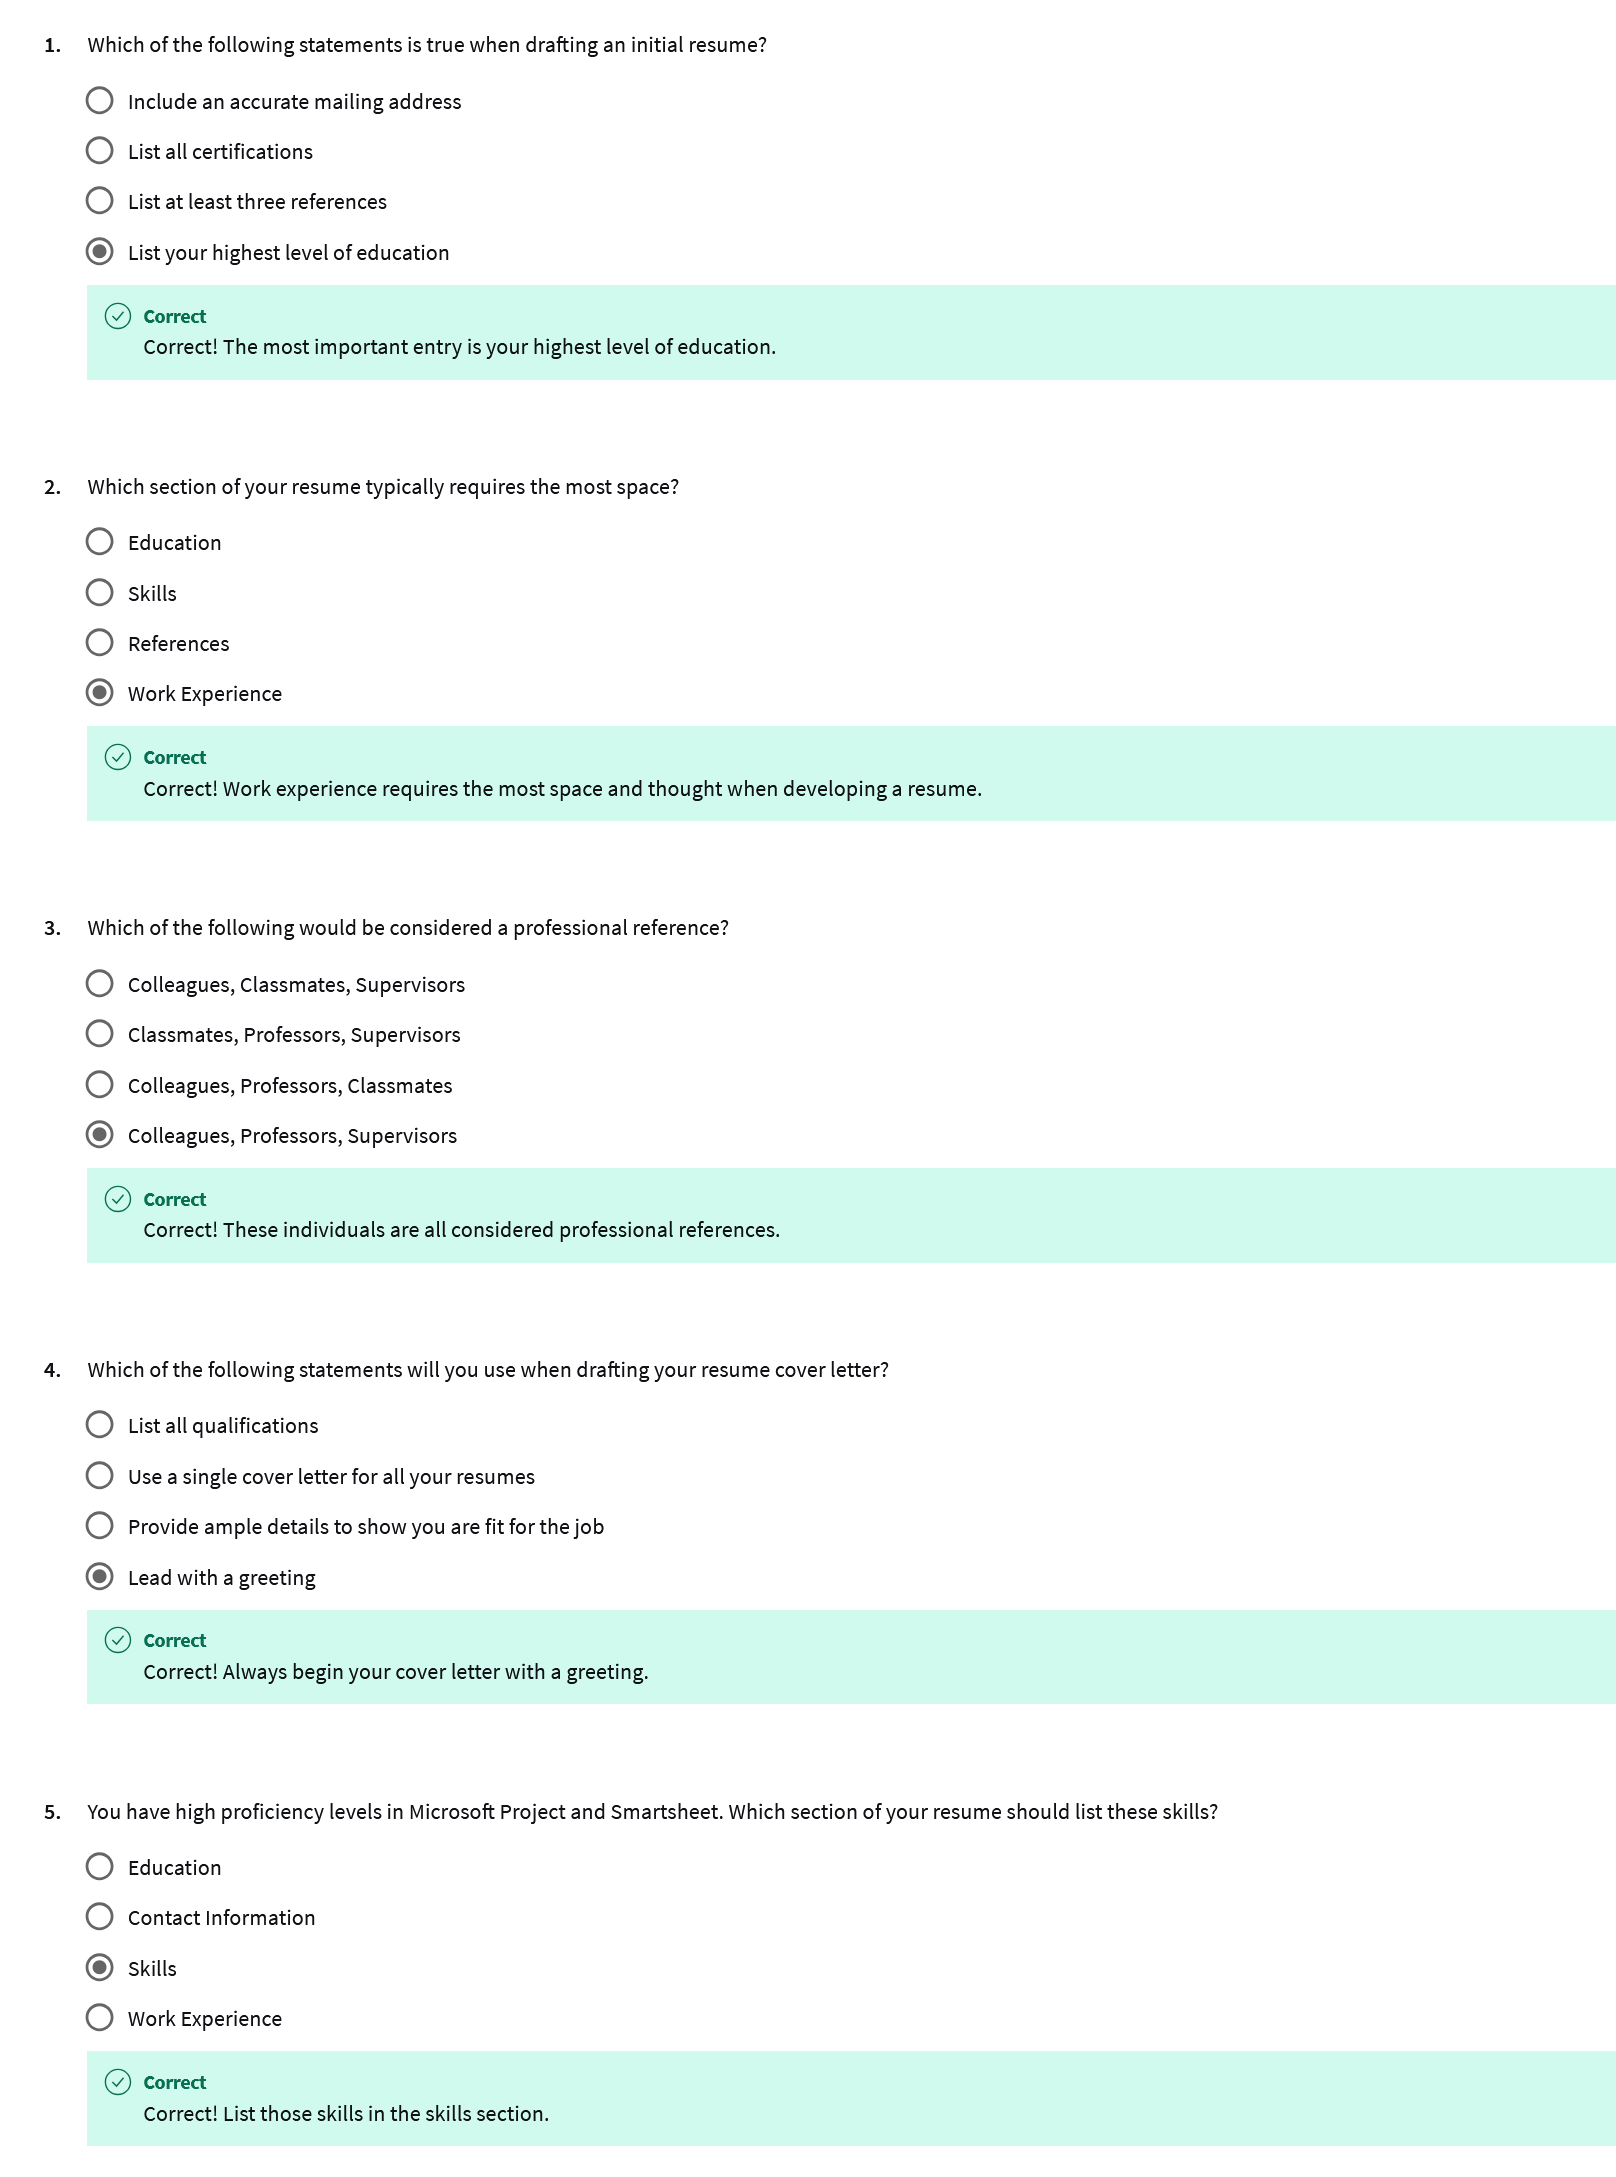 1. Which of the following statements is true when drafting an initial resume?
Include an accurate mailing address
List all certifications
List at least three references
List your highest level of education
Correct
Correct! The most important entry is your highest level of education.
2. Which section of your resume typically requires the most space?
Education
Skills
References
Work Experience
Correct
Correct! Work experience requires the most space and thought when developing a resume.
3. Which of the following would be considered a professional reference?
Colleagues, Classmates, Supervisors
Classmates, Professors, Supervisors
Colleagues, Professors, Classmates
Colleagues, Professors, Supervisors
Correct
Correct! These individuals are all considered professional references.
4. Which of the following statements will you use when drafting your resume cover letter?
List all qualifications
Use a single cover letter for all your resumes
Provide ample details to show you are fit for the job
Lead with a greeting
Correct
Correct! Always begin your cover letter with a greeting.
5. You have high proficiency levels in Microsoft Project and Smartsheet. Which section of your resume should list these skills?
Education
Contact Information
Skills
Work Experience
Correct
Correct! List those skills in the skills section.